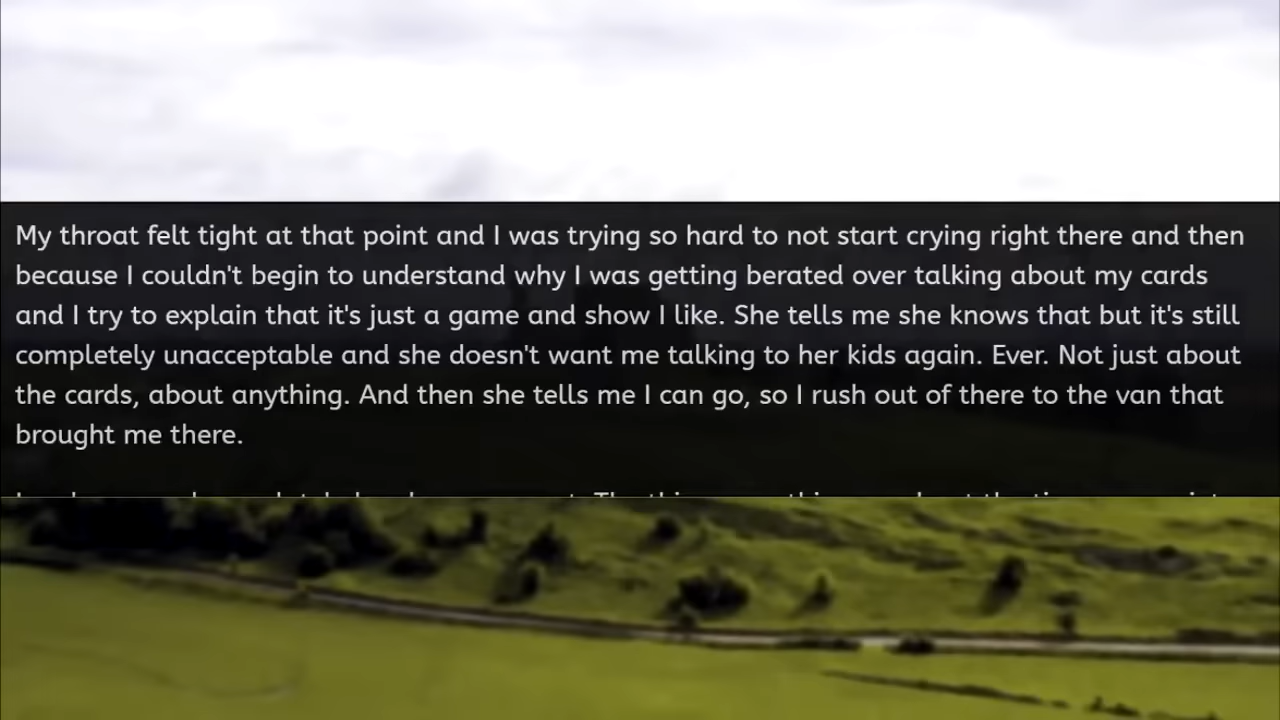 My throat felt tight at that point and I was trying so hard to not start crying right there and then
because I couldn't begin to understand why I was getting berated over talking about my cards
and I try to explain that it's just a game and show I like. She tells me she knows that but it's still
completely unacceptable and she doesn't want me talking to her kids again. Ever. Not just about
the cards, about anything. And then she tells me I can go, so I rush out of there to the van that
brought me there.